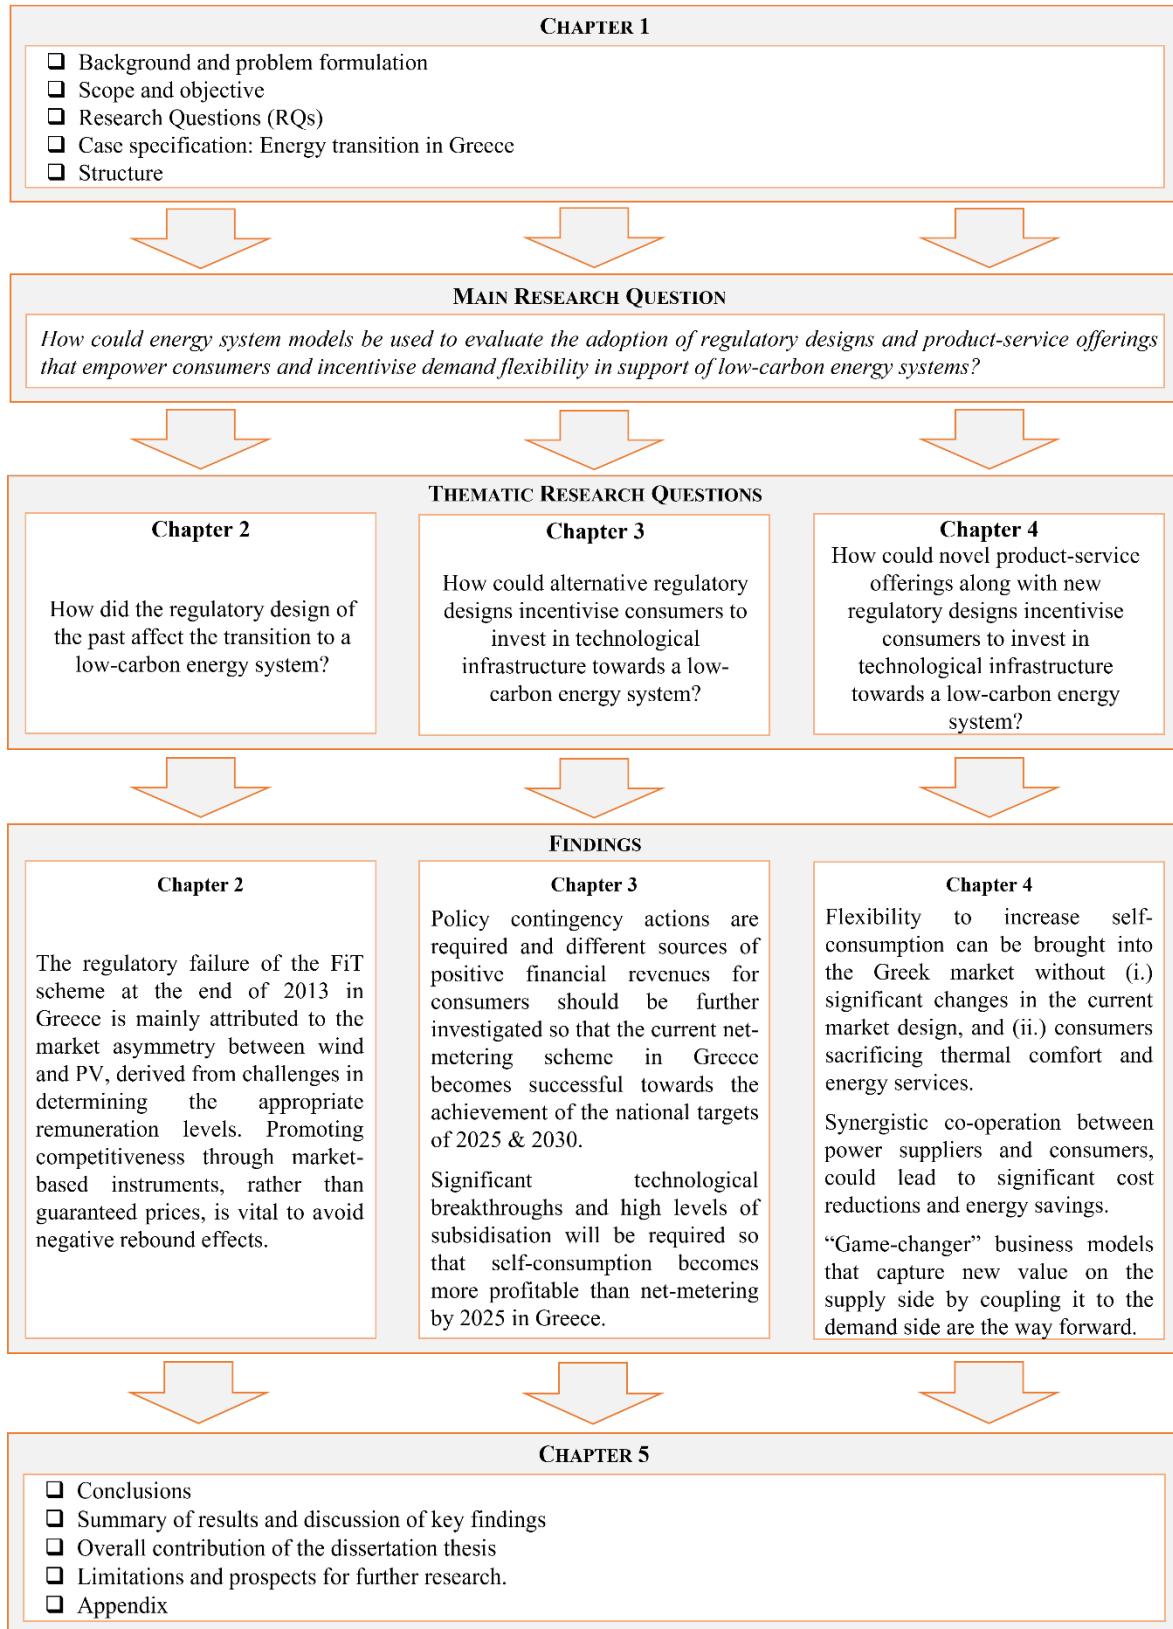 CHAPTER 1
❑ Background and problem formulation
❑ Scope and objective
❑ Research Questions (RQs)
❑ Case specification: Energy transition in Greece
❑ Structure
MAIN RESEARCH QUESTION
How could energy system models be used to evaluate the adoption of regulatory designs and product-service offerings
that empower consumers and incentivise demand flexibility in support of low-carbon energy systems?
THEMATIC RESEARCH QUESTIONS
Chapter 2
How did the regulatory design of
the past affect the transition to a
low-carbon energy system?
Chapter 3
How could alternative regulatory
designs incentivise consumers to
invest in technological
infrastructure towards a low-
carbon energy system?
Chapter 4
How could novel product-service
offerings along with new
regulatory designs incentivise
consumers to invest in
technological infrastructure
towards a low-carbon energy
system?
FINDINGS
Chapter 2
The regulatory failure of the FiT
scheme at the end of 2013 in
Greece is mainly attributed to the
market asymmetry between wind
and PV, derived from challenges in
determining the appropriate
remuneration levels. Promoting
competitiveness through market-
based instruments, rather than
guaranteed prices, is vital to avoid
negative rebound effects.
Chapter 3
Policy contingency actions are
required and different sources of
positive financial revenues for
consumers should be further
investigated so that the current net-
metering scheme in Greece
becomes successful towards the
achievement of the national targets
of 2025 & 2030.
Significant technological
breakthroughs and high levels of
subsidisation will be required so
that self-consumption becomes
more profitable than net-metering
by 2025 in Greece.
Chapter 4
Flexibility to increase self-
consumption can be brought into
the Greek market without (i.)
significant changes in the current
market design, and (ii.) consumers
sacrificing thermal comfort and
energy services.
Synergistic co-operation between
power suppliers and consumers,
could lead to significant cost
reductions and energy savings.
“Game-changer” business models
that capture new value on the
supply side by coupling it to the
demand side are the way forward.
CHAPTER 5
❑ Conclusions
❑ Summary of results and discussion of key findings
❑ Overall contribution of the dissertation thesis
❑ Limitations and prospects for further research.
❑ Appendix